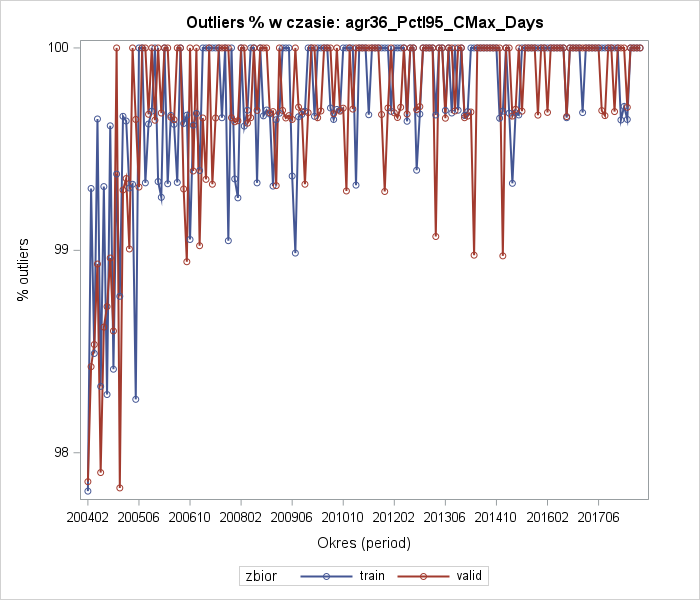 Outliers % w czasie: agr36_Pctl95_CMax_Days
100
99
98
% outliers
200402 200506 200610 200802 200906 201010 201202 201306 201410 201602 201706
Okres (period)
zbior train valid